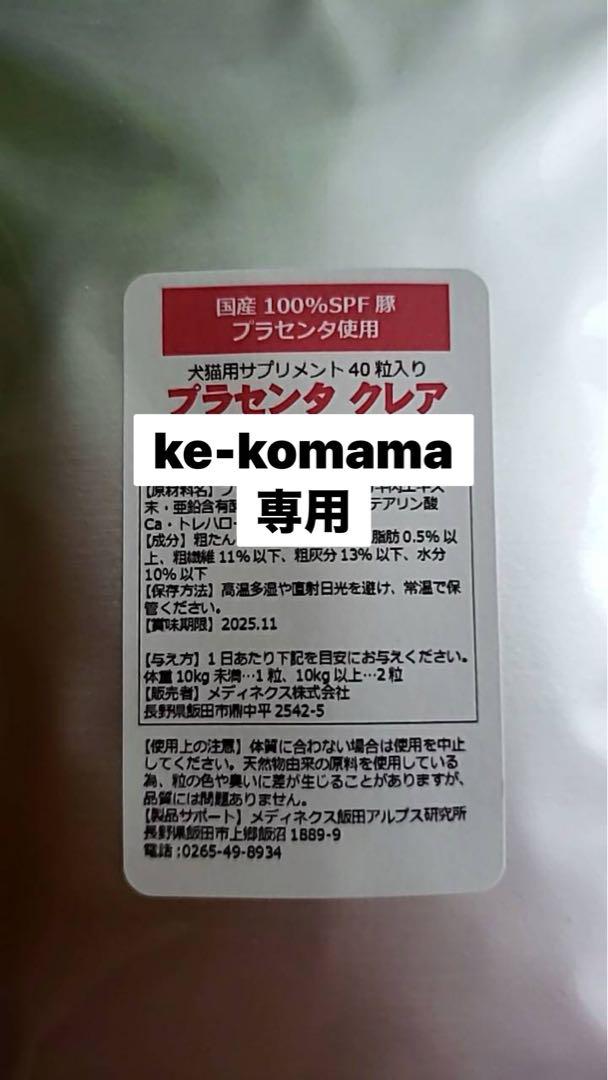 国産 100%SPF 豚
プラセンタ使用
犬猫用サプリメント 40 粒入り
プラセンタ クレア
ke-komama
専用
【原材料名】プ
末・亜鉛含有 テアリン酸
Ca・トレハロー
【成分】粗たん 脂肪 0.5% 以
上、粗繊維 11% 以下、粗灰分 13% 以下、水分
10% 以下
【保存方法】高温多湿や直射日光を避け、常温で保
管ください。
【賞味期限】2025.11
【与え方】1 日あたり下記を目安にお与えください。
体重 10kg 未満…1 粒、10kg 以上…2 粒
【販売者】メディネクス株式会社
長野県飯田市鼎中平 2542-5
【使用上の注意】体質に合わない場合は使用を中止
してください。天然物由来の原料を使用している
為、粒の色や臭いに差が生じることがありますが、
品質には問題ありません。
【製品サポート】メディネクス飯田アルプス研究所
長野県飯田市上郷飯沼 1889-9
電話 :0265-49-8934